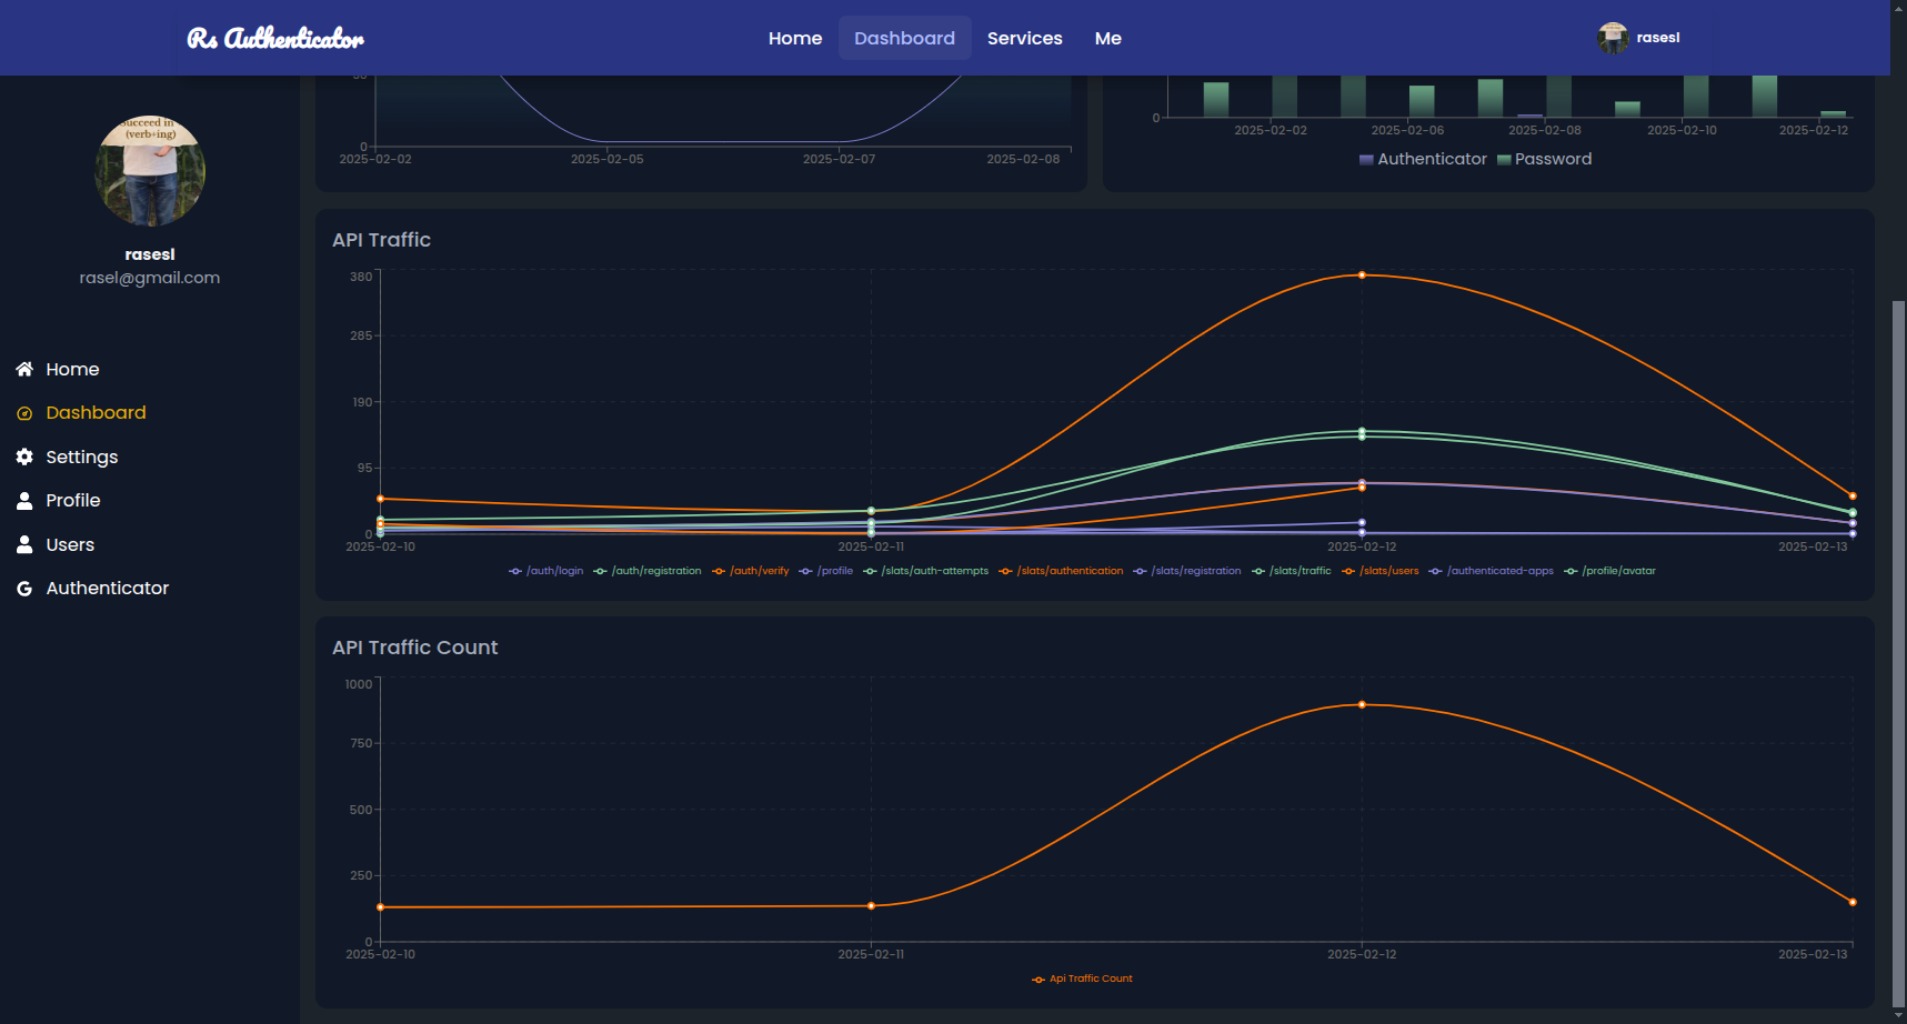 Rs Authenticator
Home
Dashboard
Services
Me
rasesl
succeed in
(verb+ing)
rasesl
rasel@gmail.com
Home
Dashboard
Settings
Profile
Users
Authenticator
0
2025-02-02
2025-02-05
2025-02-07
2025-02-08
0
2025-02-02
2025-02-06
2025-02-08
2025-02-10
2025-02-12
Authenticator
Password
API Traffic
380
285
190
95
0
2025-02-10
2025-02-11
2025-02-12
2025-02-13
/auth/login
/auth/registration
/auth/verify
/profile
/slats/auth-attempts
/slats/authentication
/slats/registration
/slats/traffic
/slats/users
/authenticated-apps
/profile/avatar
API Traffic Count
1000
750
500
250
0
2025-02-10
2025-02-11
2025-02-12
2025-02-13
Api Traffic Count